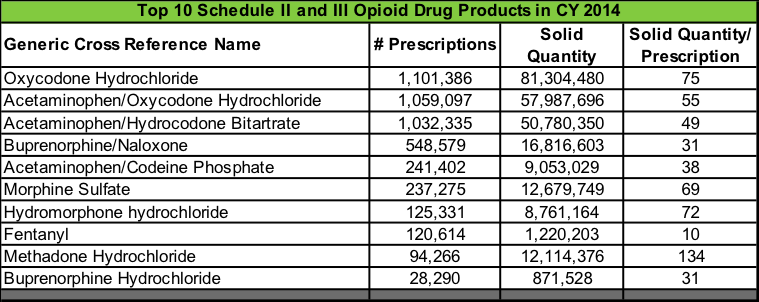 Top 10 Schedule II and III Opioid Drug Products in CY 2014
Generic Cross Reference Name # Prescriptions Solid Quantity Solid Quantity/ Prescription
Oxycodone Hydrochloride 1,101,386 81,304,480 75
Acetaminophen/Oxycodone Hydrochloride 1,059,097 57,987,696 55
Acetaminophen/Hydrocodone Bitartrate 1,032,335 50,780,350 49
Buprenorphine/Naloxone 548,579 16,816,603 31
Acetaminophen/Codeine Phosphate 241,402 9,053,029 38
Morphine Sulfate 237,275 12,679,749 69
Hydromorphone hydrochloride 125,331 8,761,164 72
Fentanyl 120,614 1,220,203 10
Methadone Hydrochloride 94,266 12,114,376 134
Buprenorphine Hydrochloride 28,290 871,528 31